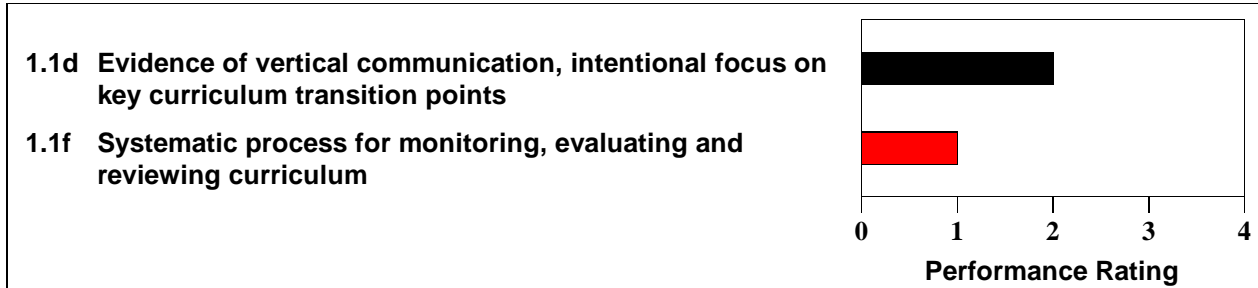 1.1d Evidence of vertical communication, intentional focus on
key curriculum transition points
1.1f Systematic process for monitoring, evaluating and
reviewing curriculum
0 1 2 3 4
Performance Rating